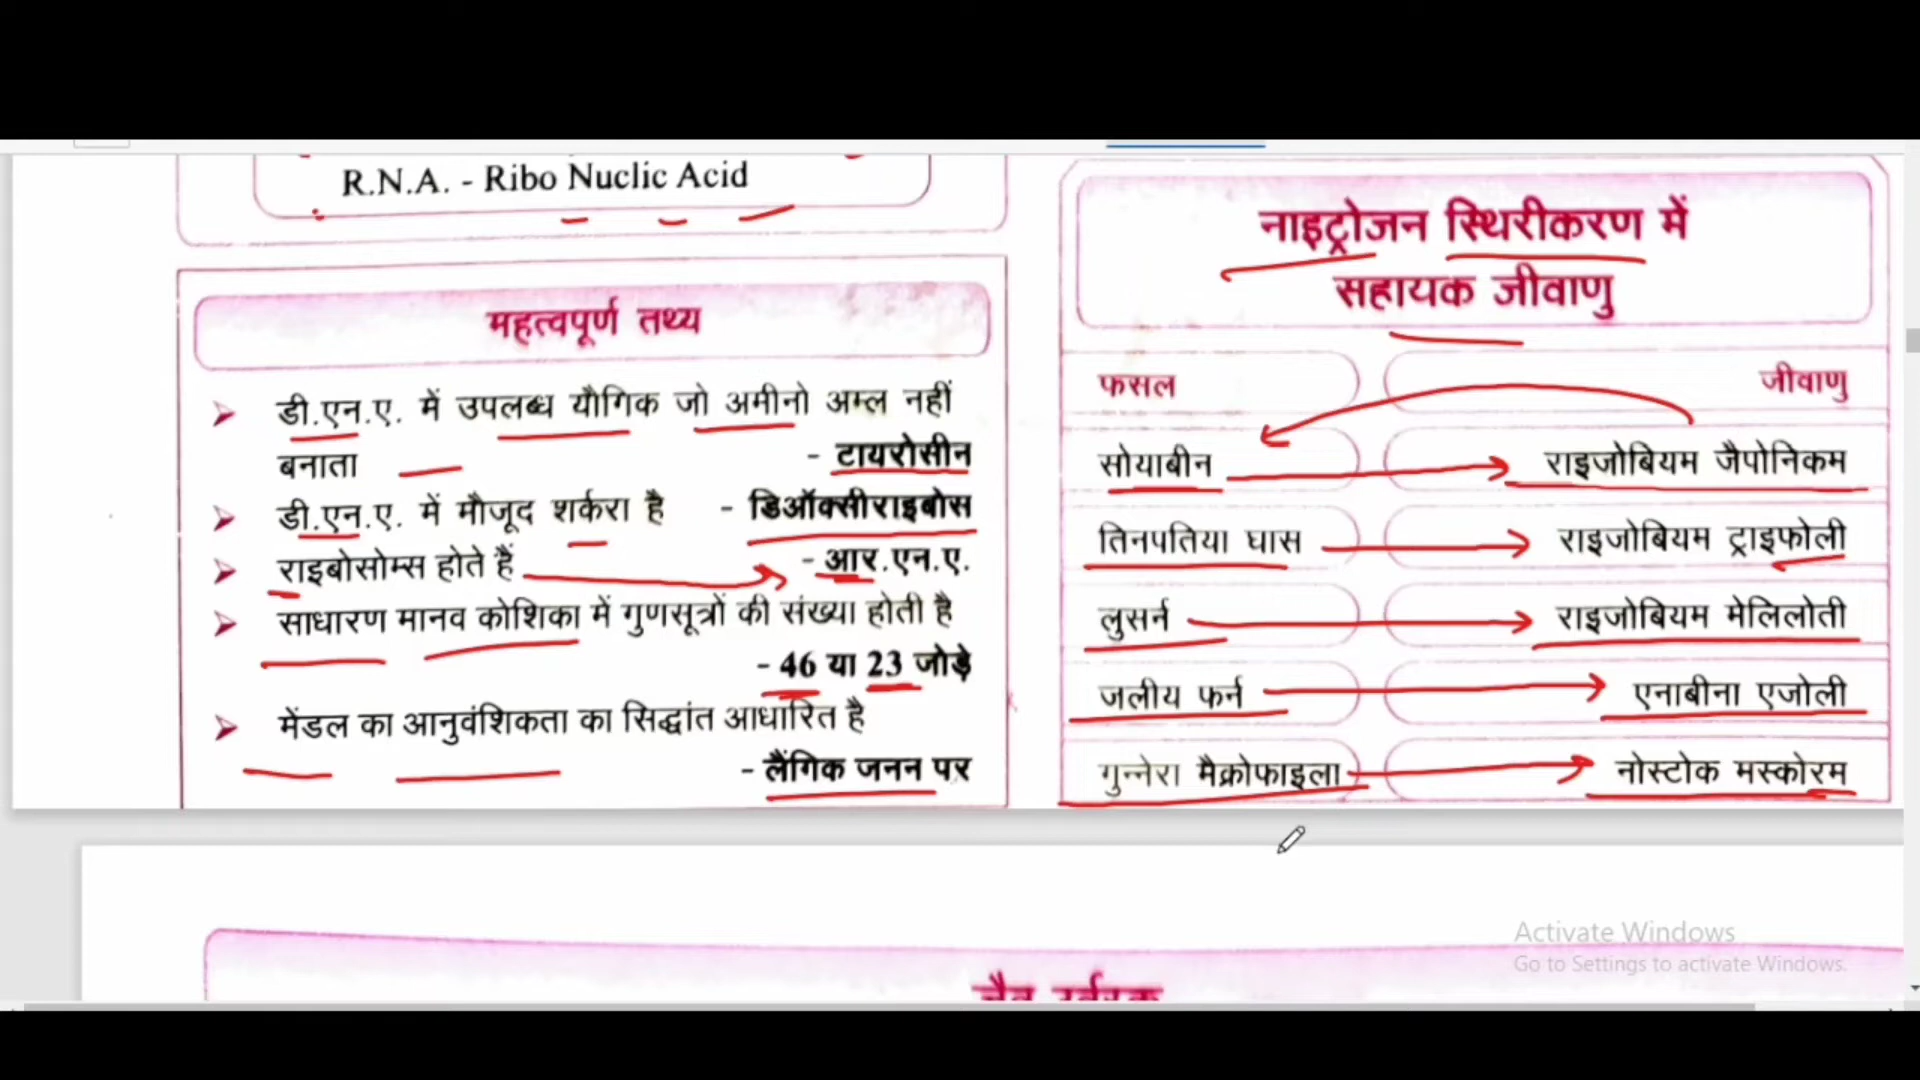 R.N.A. - Ribo Nuclic Acid
महत्वपूर्ण तथ्य
डी.एन.ए. में उपलब्ध यौगिक जो अमीनो अम्ल नहीं
बनाता - टायरोसीन
डी.एन.ए. में मौजूद शर्करा है - डिऑक्सीराइबोस
राइबोसोम्स होते हैं - आर.एन.ए.
साधारण मानव कोशिका में गुणसूत्रों की संख्या होती है
- 46 या 23 जोड़े
मेंडल का आनुवंशिकता का सिद्धांत आधारित है
- लैंगिक जनन पर
नाइट्रोजन स्थिरीकरण में
सहायक जीवाणु
फसल जीवाणु
सोयाबीन राइजोबियम जैपोनिकम
तिनपतिया घास राइजोबियम ट्राइफोली
लुसर्न राइजोबियम मेलिलोती
जलीय फर्न एनाबीना एजोली
गुन्नेरा मैक्रोफाइला नोस्टोक मस्कोरम
Activate Windows
Go to Settings to activate Windows.